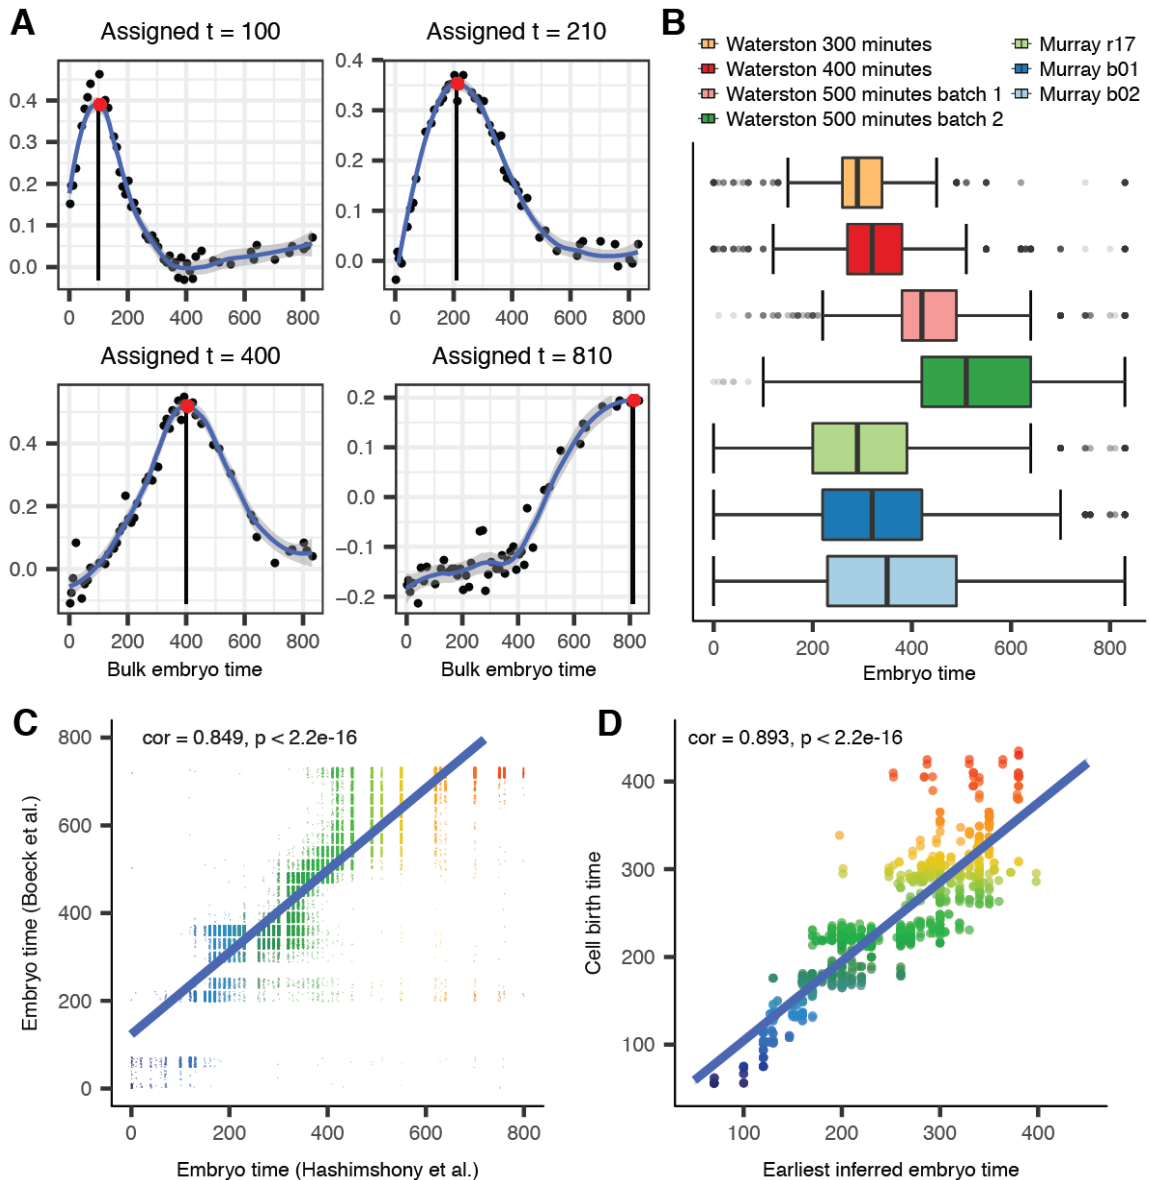 A
Assigned t = 100
Assigned t = 210
0.4
0.3
0.2
0.1
0.0
0 200 400 600 800
0.4
0.3
0.2
0.1
0.0
0 200 400 600 800
Assigned t = 400
Assigned t = 810
0.4
0.2
0.0
0 200 400 600 800
Bulk embryo time
0.2
0.1
0.0
−0.1
−0.2
0 200 400 600 800
Bulk embryo time
B
Waterston 300 minutes
Waterston 400 minutes
Waterston 500 minutes batch 1
Waterston 500 minutes batch 2
Murray r17
Murray b01
Murray b02
0 200 400 600 800
Embryo time
C
cor = 0.849, p < 2.2e-16
Embryo time (Boeck et al.)
800
600
400
200
0
0 200 400 600 800
Embryo time (Hashimshony et al.)
D
cor = 0.893, p < 2.2e-16
Cell birth time
400
300
200
100
100 200 300 400
Earliest inferred embryo time